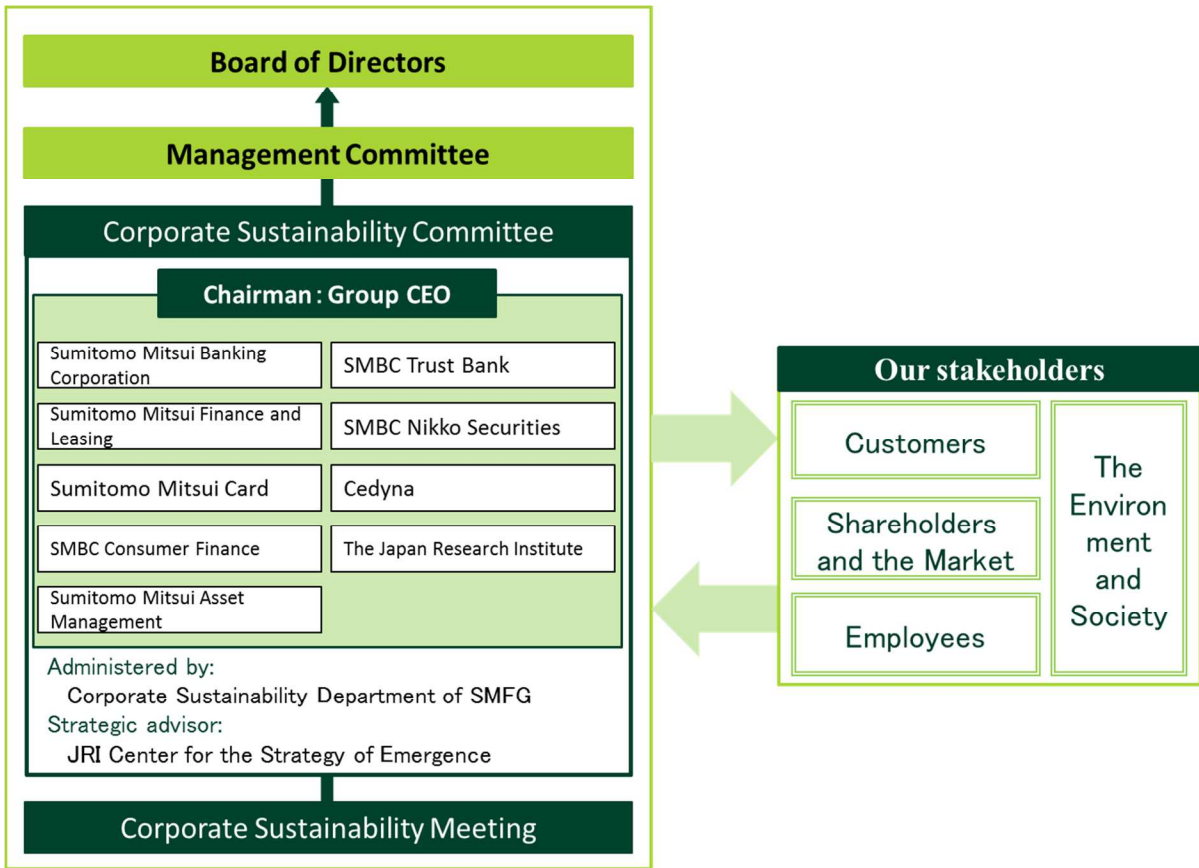 Board of Directors
Management Committee
Corporate Sustainability Committee
Chairman : Group CEO
Sumitomo Mitsui Banking
Corporation
SMBC Trust Bank
Sumitomo Mitsui Finance and
Leasing
SMBC Nikko Securities
Sumitomo Mitsui Card
Cedyna
SMBC Consumer Finance
The Japan Research Institute
Sumitomo Mitsui Asset
Management
Administered by:
Corporate Sustainability Department of SMFG
Strategic advisor:
JRI Center for the Strategy of Emergence
Corporate Sustainability Meeting
Our stakeholders
Customers
Shareholders
and the Market
Employees
The
Environ
ment
and
Society